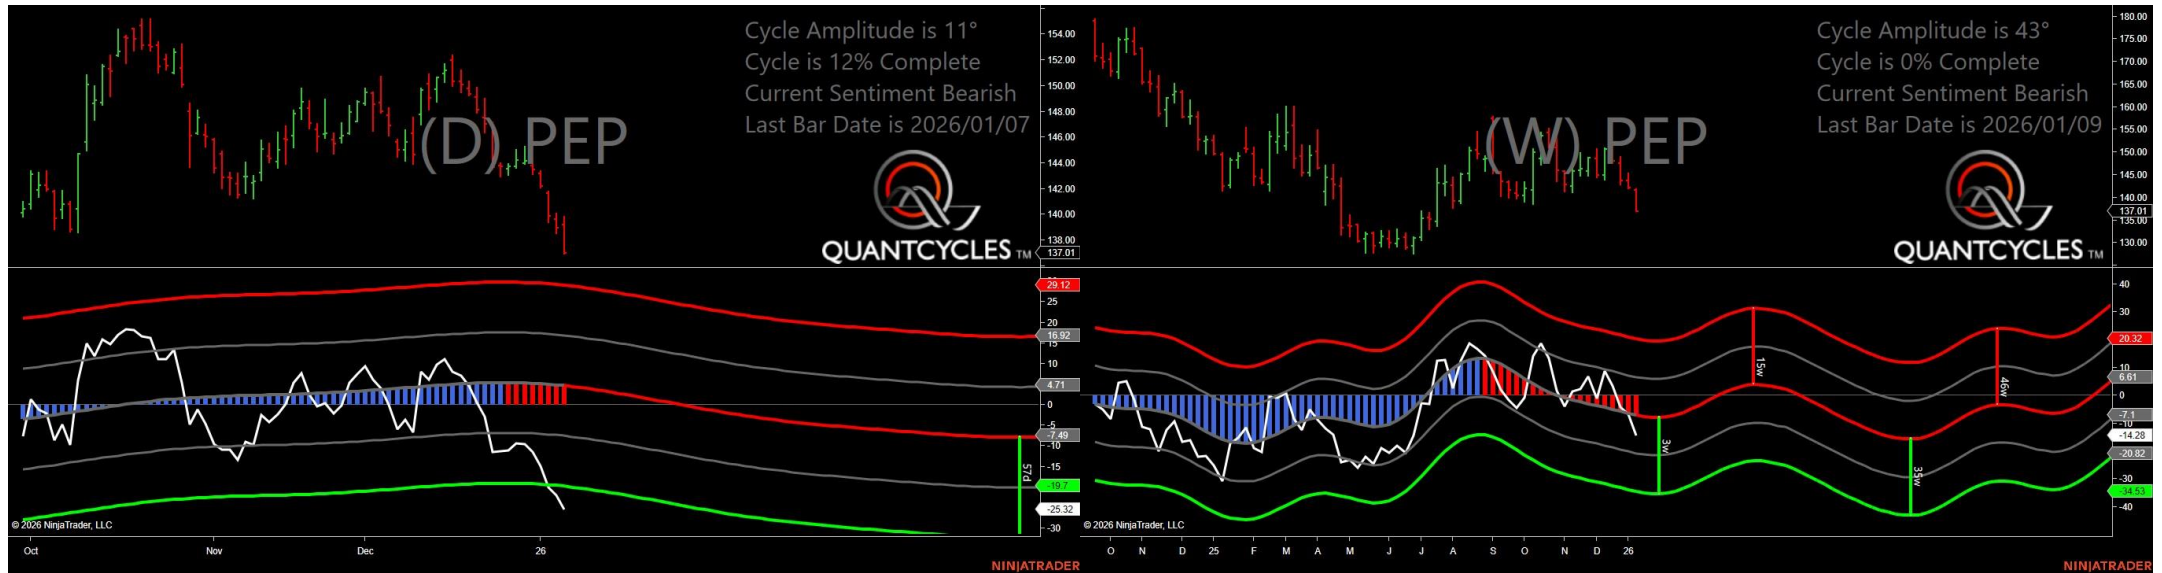 Cycle Amplitude is 11°
Cycle is 12% Complete
Current Sentiment Bearish
Last Bar Date is 2026/01/07
(D) PEP
QUANTCYCLES TM
154.00
152.00
150.00
148.00
146.00
144.00
142.00
140.00
138.00
137.01
29.12
25
20
16.92
15
10
4.71
0
-5
-7.49
-10
-15
-19.7
-25.32
-30
57d
© 2026 NinjaTrader, LLC
Oct Nov Dec 26
NINJATRADER
Cycle Amplitude is 43°
Cycle is 0% Complete
Current Sentiment Bearish
Last Bar Date is 2026/01/09
(W) PEP
QUANTCYCLES TM
180.00
175.00
170.00
165.00
160.00
155.00
150.00
145.00
140.00
137.01
135.00
130.00
40
30
20.32
10
6.61
0
-7.1
-10
-14.28
-20.82
-30
-34.53
-40
3w
15w
35w
46w
© 2026 NinjaTrader, LLC
O N D 25 F M A M J J A S O N D 26
NINJATRADER